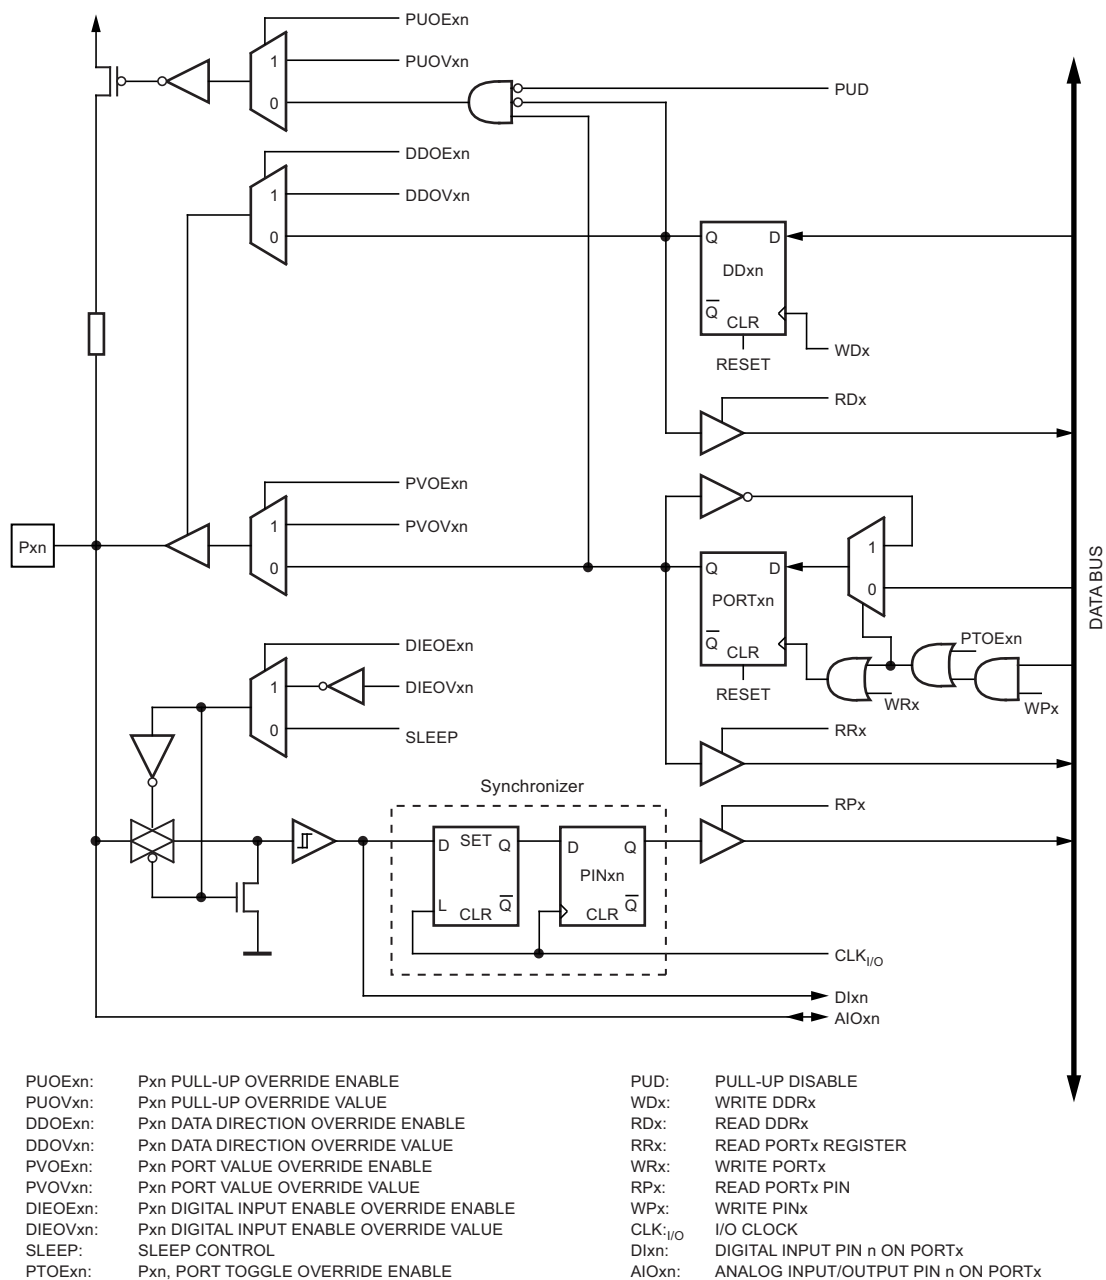 PUOExn
PUOVxn
1
0
PUD
DDOExn
DDOVxn
1
0
Q D
DDxn
Q
CLR
RESET
WDx
RDx
PVOExn
PVOVxn
1
0
Pxn
1
0
Q D
PORTxn
Q
CLR
RESET
PTOExn
WRx
WPx
DATA BUS
DIEOExn
DIEOVxn
1
0
SLEEP
RRx
Synchronizer
RPx
D SET Q
L CLR Q
D Q
PINxn
CLR Q
CLKI/O
DIxn
AIOxn
PUOExn: Pxn PULL-UP OVERRIDE ENABLE
PUOVxn: Pxn PULL-UP OVERRIDE VALUE
DDOExn: Pxn DATA DIRECTION OVERRIDE ENABLE
DDOVxn: Pxn DATA DIRECTION OVERRIDE VALUE
PVOExn: Pxn PORT VALUE OVERRIDE ENABLE
PVOVxn: Pxn PORT VALUE OVERRIDE VALUE
DIEOExn: Pxn DIGITAL INPUT ENABLE OVERRIDE ENABLE
DIEOVxn: Pxn DIGITAL INPUT ENABLE OVERRIDE VALUE
SLEEP: SLEEP CONTROL
PTOExn: Pxn, PORT TOGGLE OVERRIDE ENABLE
PUD: PULL-UP DISABLE
WDx: WRITE DDRx
RDx: READ DDRx
RRx: READ PORTx REGISTER
WRx: WRITE PORTx
RPx: READ PORTx PIN
WPx: WRITE PINx
CLK:I/O I/O CLOCK
DIxn: DIGITAL INPUT PIN n ON PORTx
AIOxn: ANALOG INPUT/OUTPUT PIN n ON PORTx